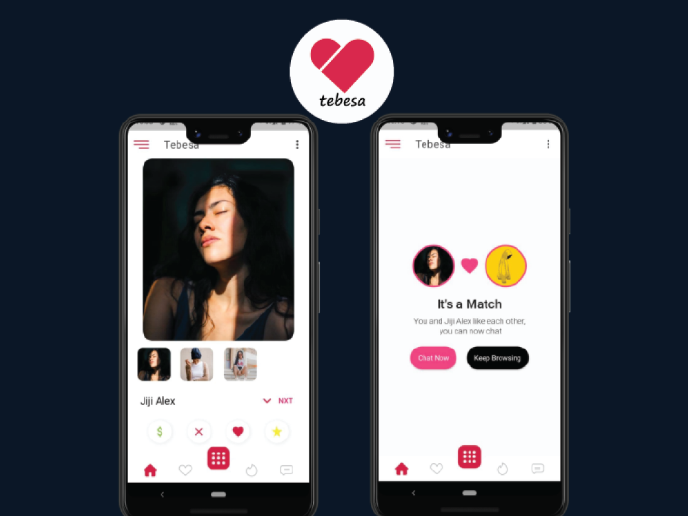 tebesa
Tebesa
Jiji Alex
NXT
$
Tebesa
It's a Match
You and Jiji Alex like each other,
you can now chat
Chat Now
Keep Browsing